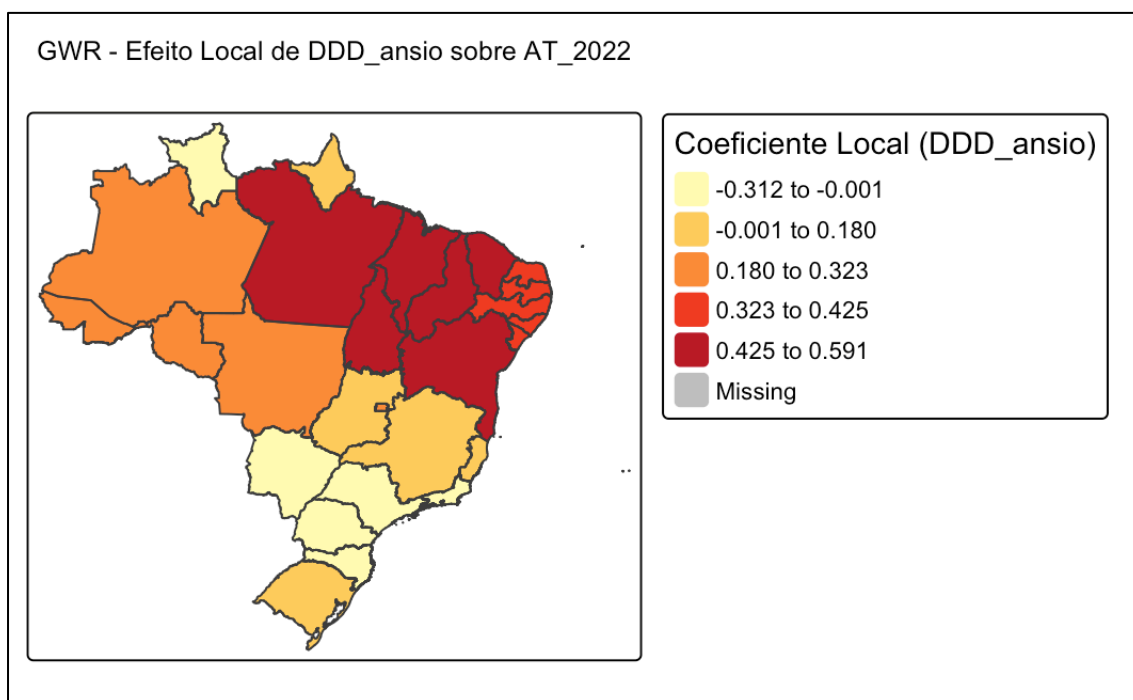 GWR - Efeito Local de DDD_ansio sobre AT_2022
Coeficiente Local (DDD_ansio)
-0.312 to -0.001
-0.001 to 0.180
0.180 to 0.323
0.323 to 0.425
0.425 to 0.591
Missing